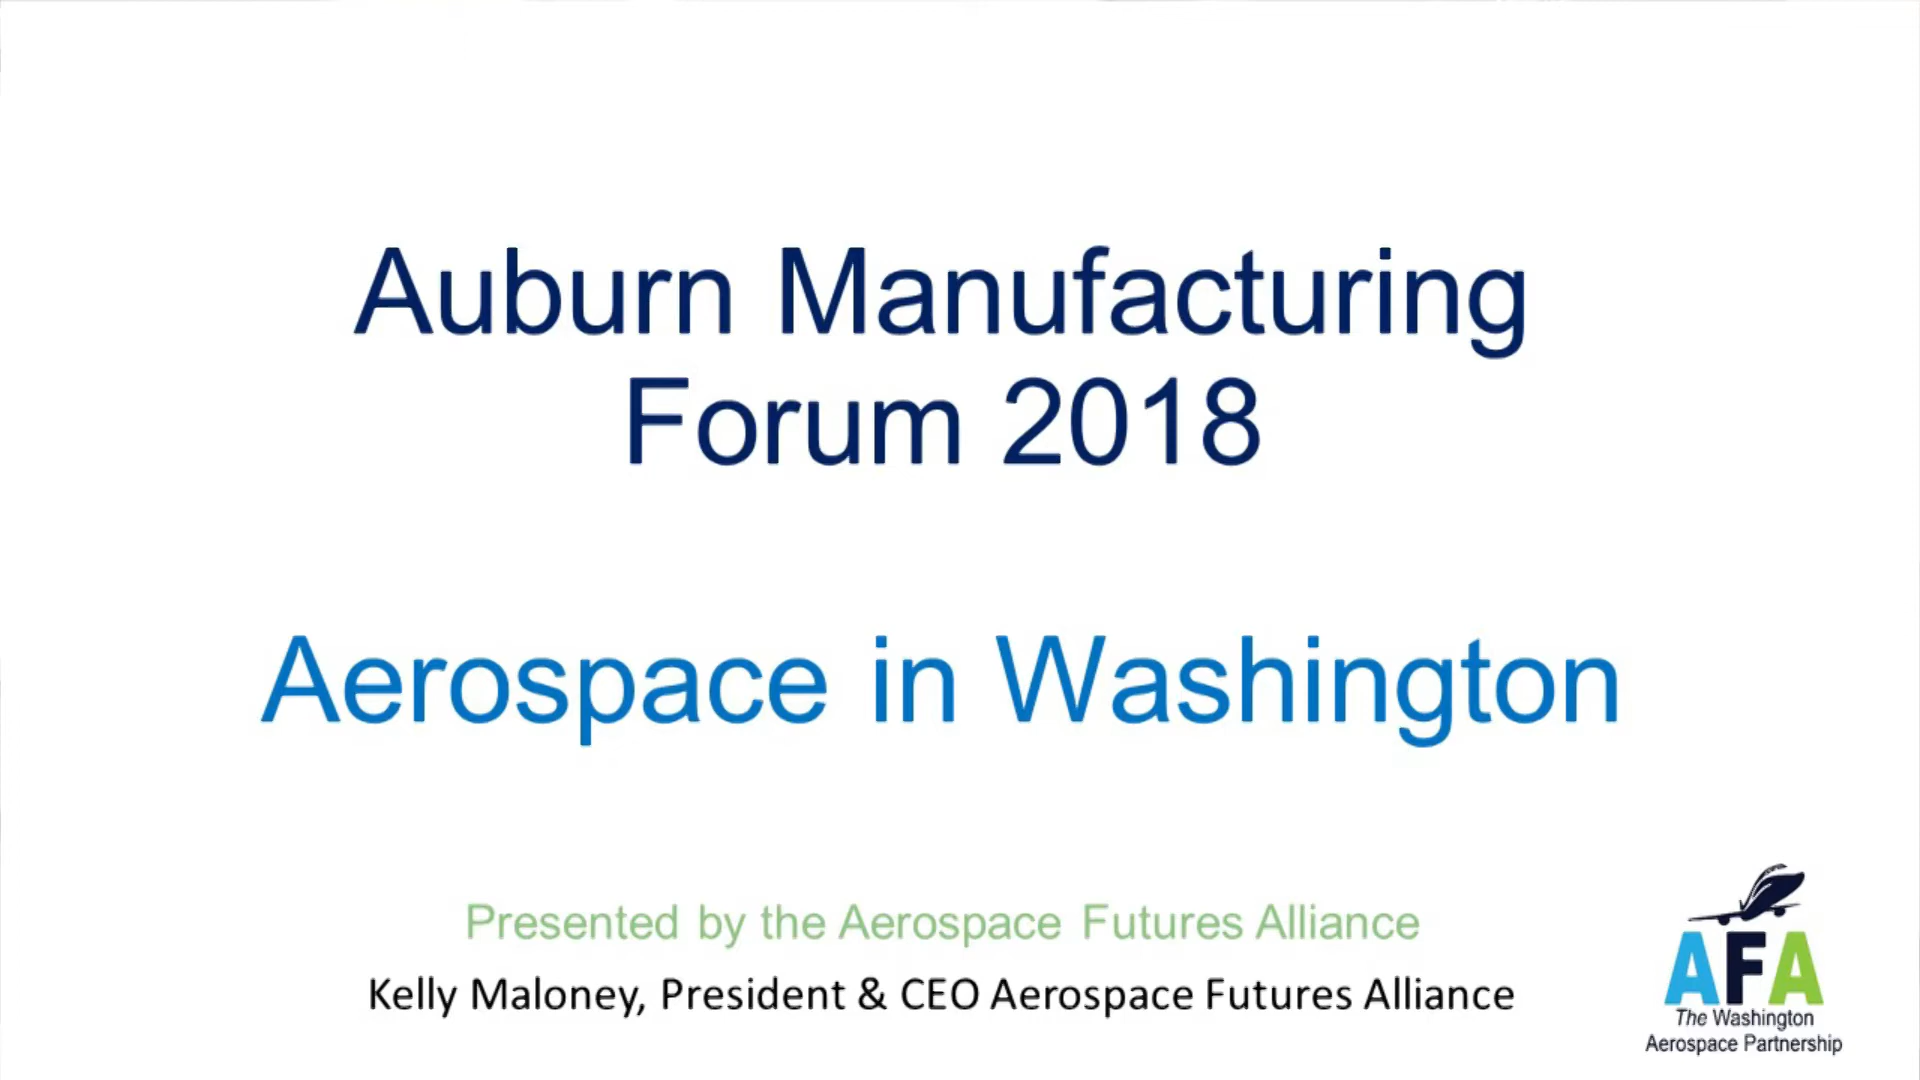 Auburn Manufacturing
Forum 2018
Aerospace in Washington
Presented by the Aerospace Futures Alliance
Kelly Maloney, President & CEO Aerospace Futures Alliance
AFA
The Washington
Aerospace Partnership